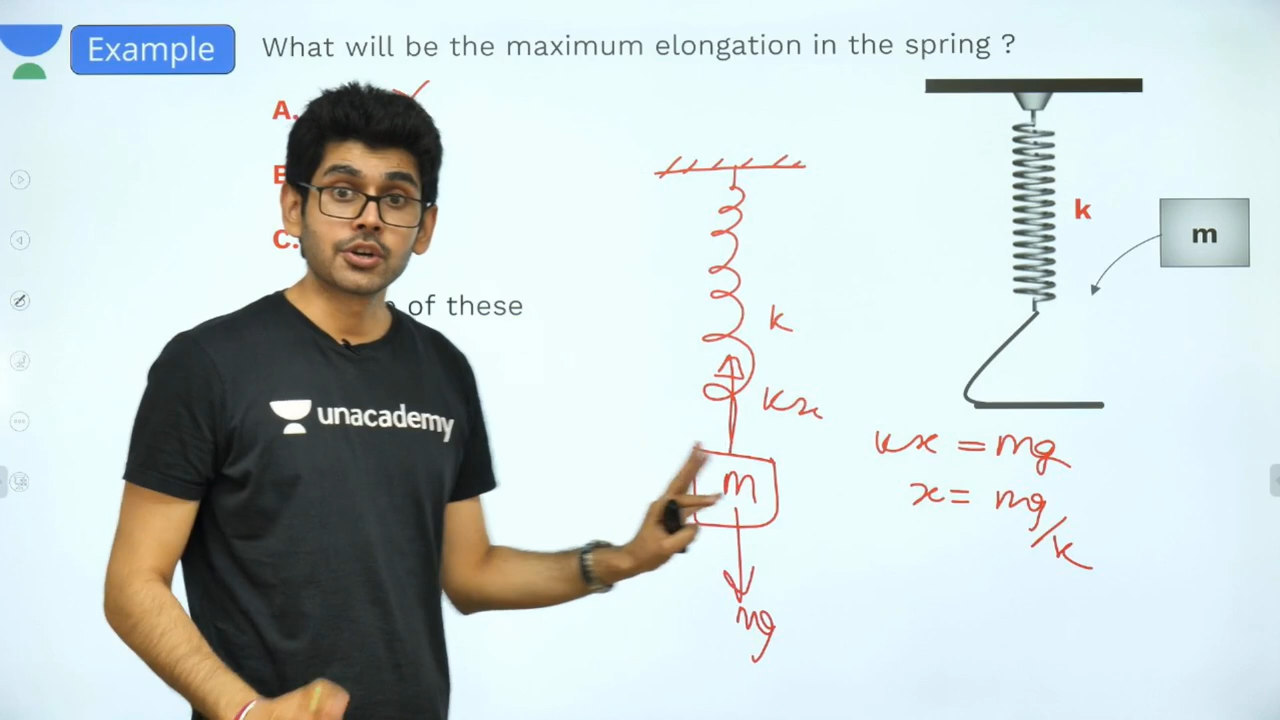 Example
What will be the maximum elongation in the spring ?
A.
C.
of these
unacademy
k
kx
m
mg
k
m
kx = mg
x = mg/k